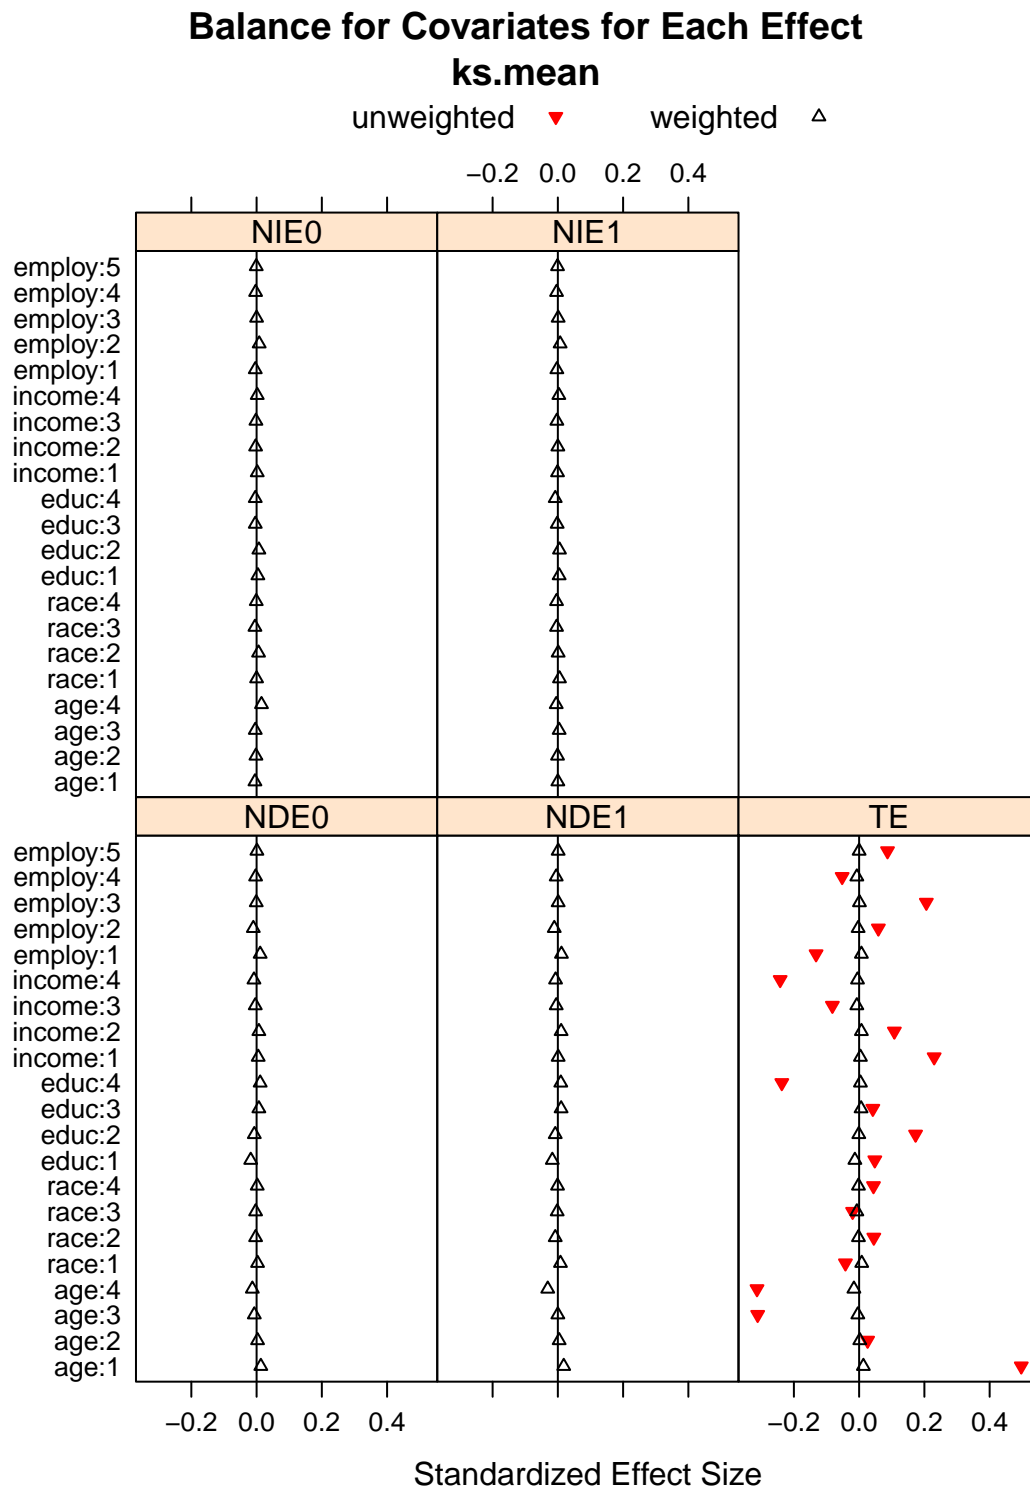 Balance for Covariates for Each Effect
ks.mean
unweighted weighted
−0.2 0.0 0.2 0.4
NIE0 NIE1
employ:5
employ:4
employ:3
employ:2
employ:1
income:4
income:3
income:2
income:1
educ:4
educ:3
educ:2
educ:1
race:4
race:3
race:2
race:1
age:4
age:3
age:2
age:1
NDE0 NDE1 TE
employ:5
employ:4
employ:3
employ:2
employ:1
income:4
income:3
income:2
income:1
educ:4
educ:3
educ:2
educ:1
race:4
race:3
race:2
race:1
age:4
age:3
age:2
age:1
−0.2 0.0 0.2 0.4 −0.2 0.0 0.2 0.4
Standardized Effect Size